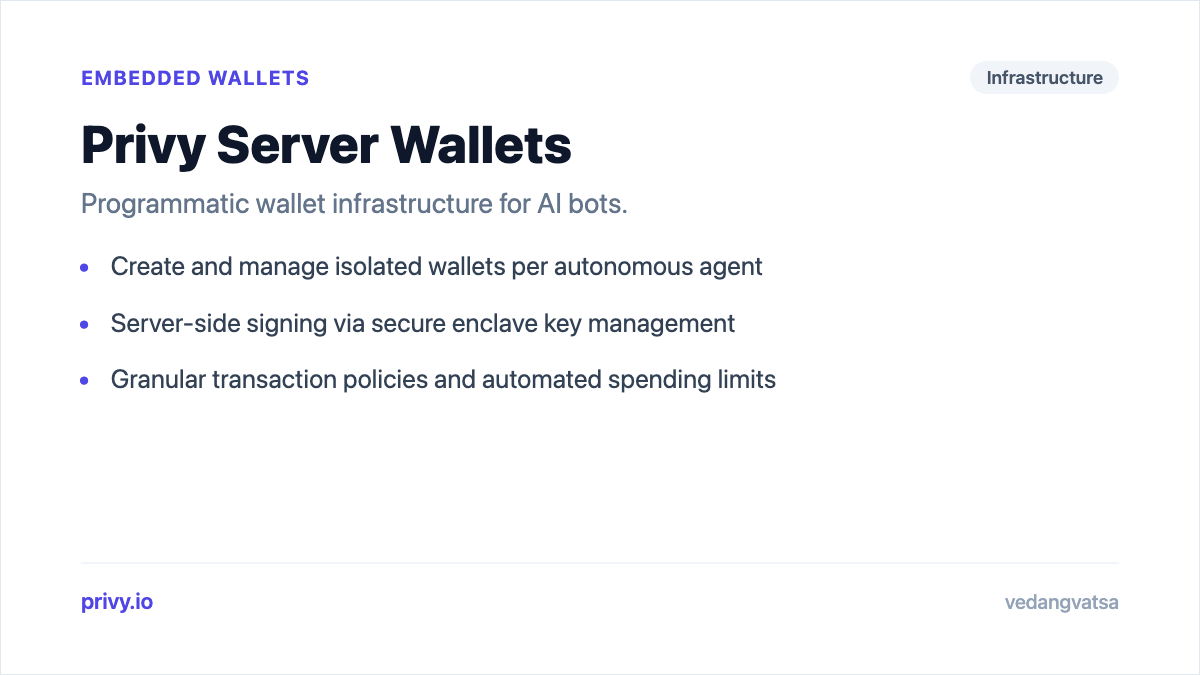 EMBEDDED WALLETS
Infrastructure
Privy Server Wallets
Programmatic wallet infrastructure for AI bots.
• Create and manage isolated wallets per autonomous agent
• Server-side signing via secure enclave key management
• Granular transaction policies and automated spending limits
privy.io
vedangvatsa